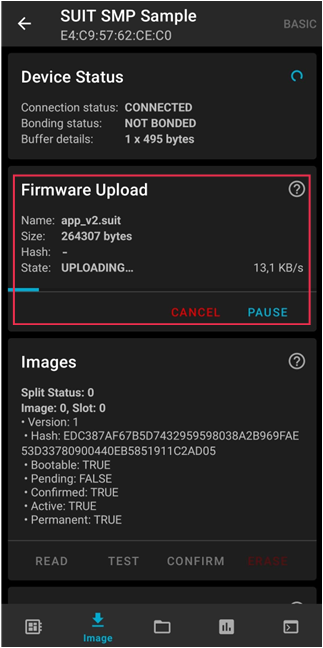 SUIT SMP Sample
BASIC
E4:C9:57:62:CE:C0
Device Status
Connection status: CONNECTED
Bonding status: NOT BONDED
Buffer details: 1 x 495 bytes
Firmware Upload
Name: app_v2.suit
Size: 264307 bytes
Hash: –
State: UPLOADING... 13,1 KB/s
CANCEL PAUSE
Images
Split Status: 0
Image: 0, Slot: 0
• Version: 1
• Hash: EDC387AF67B5D7432959598038A2B969FAE
53D33780900440EB5851911C2AD05
• Bootable: TRUE
• Pending: FALSE
• Confirmed: TRUE
• Active: TRUE
• Permanent: TRUE
READ TEST CONFIRM ERASE
Image